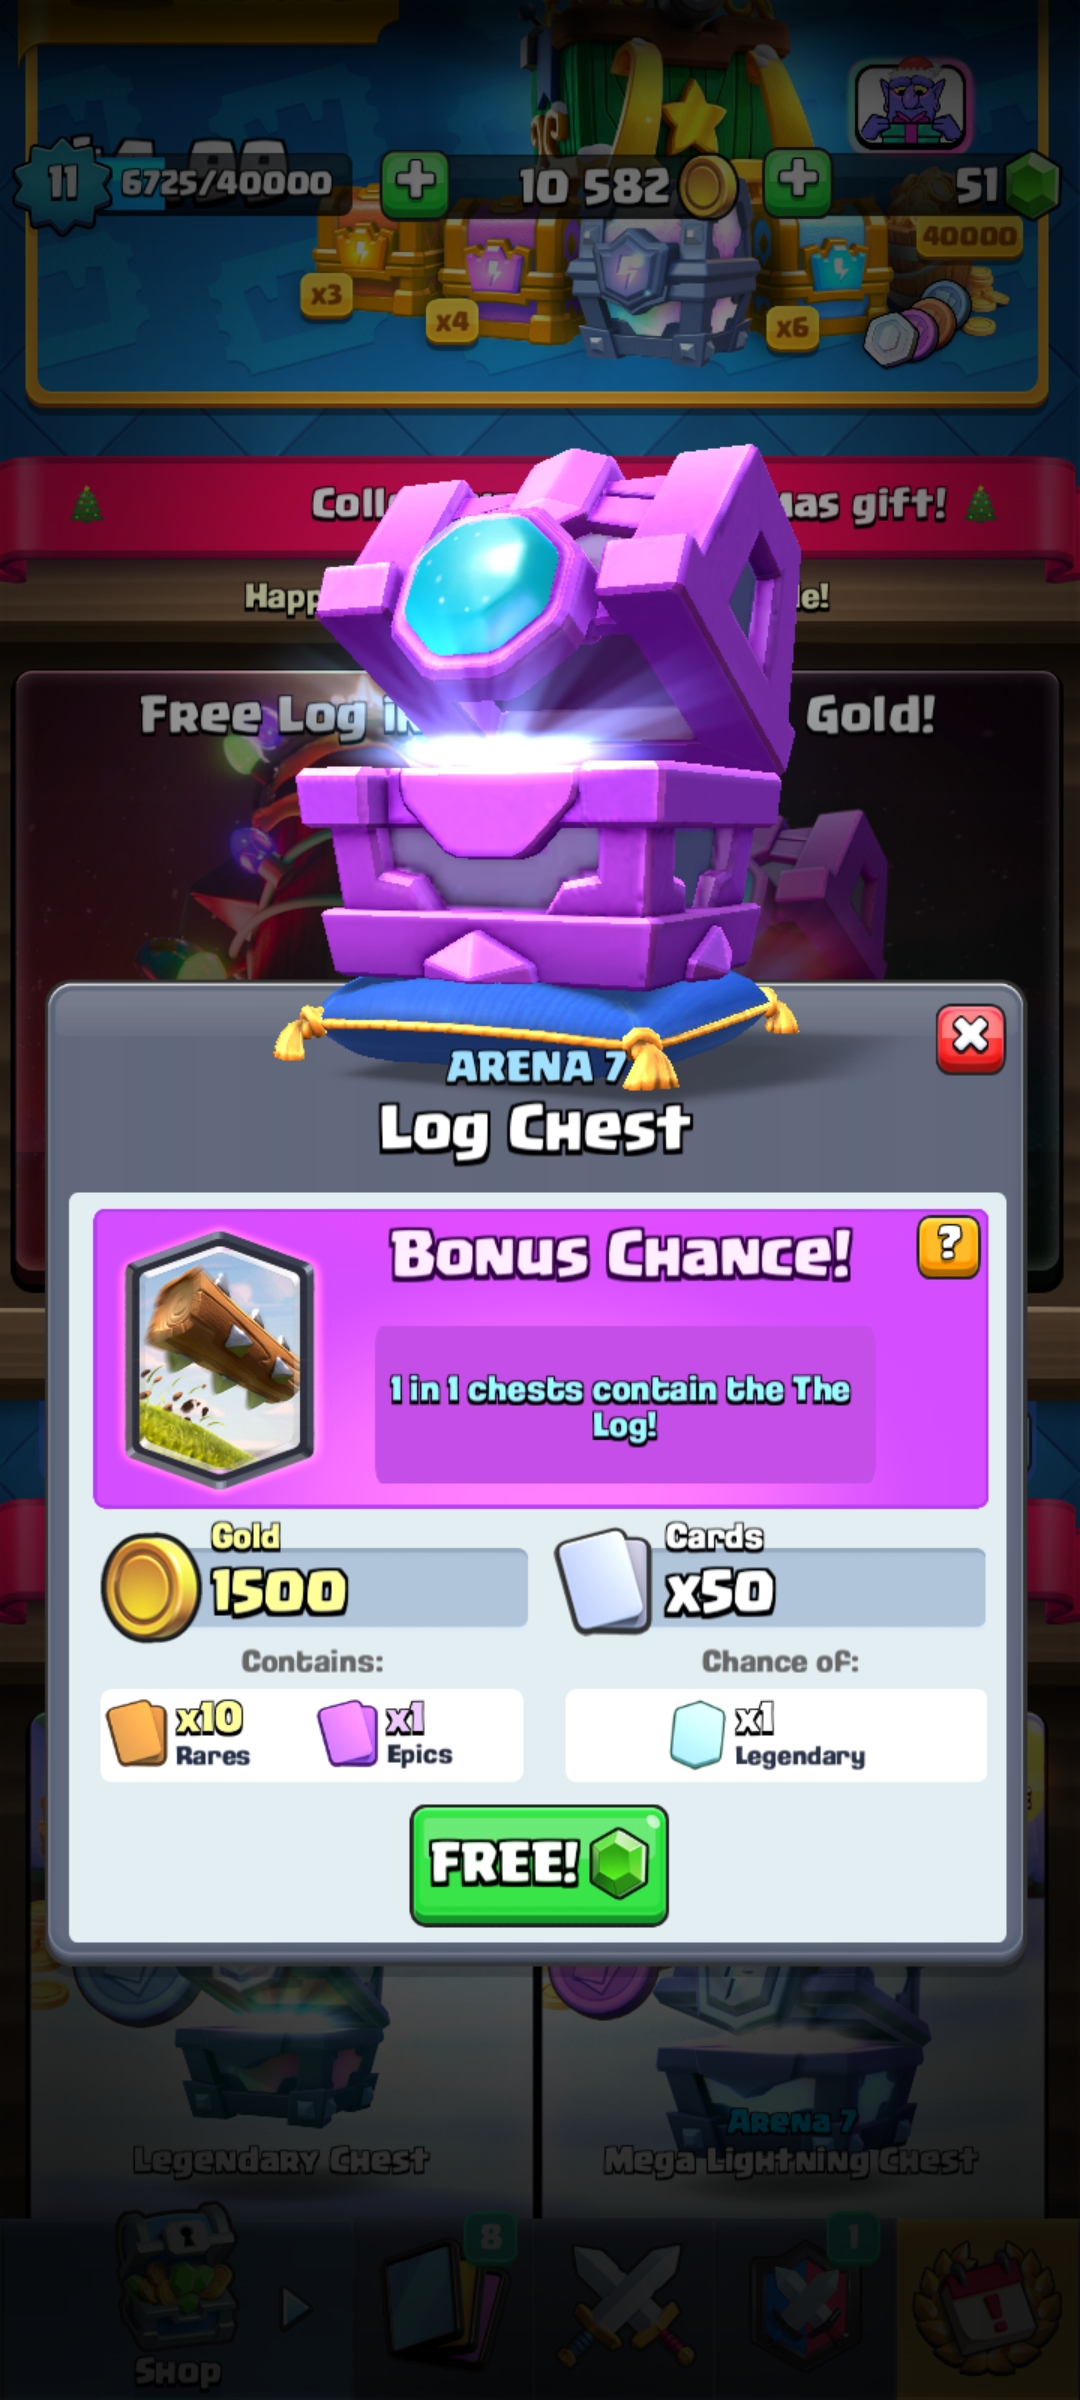 11
6725/40000
10 582
51
x3
x4
x6
40000
Coll
mas gift!
Happ
le!
Free Log in
Gold!
ARENA 7
Log Chest
Bonus Chance!
?
1 in 1 chests contain the The
Log!
Gold
1500
Cards
x50
Contains:
Chance of:
x10
Rares
x1
Epics
x1
Legendary
FREE!
Arena 7
Legendary Chest
Mega Lightning Chest
8
1
Shop